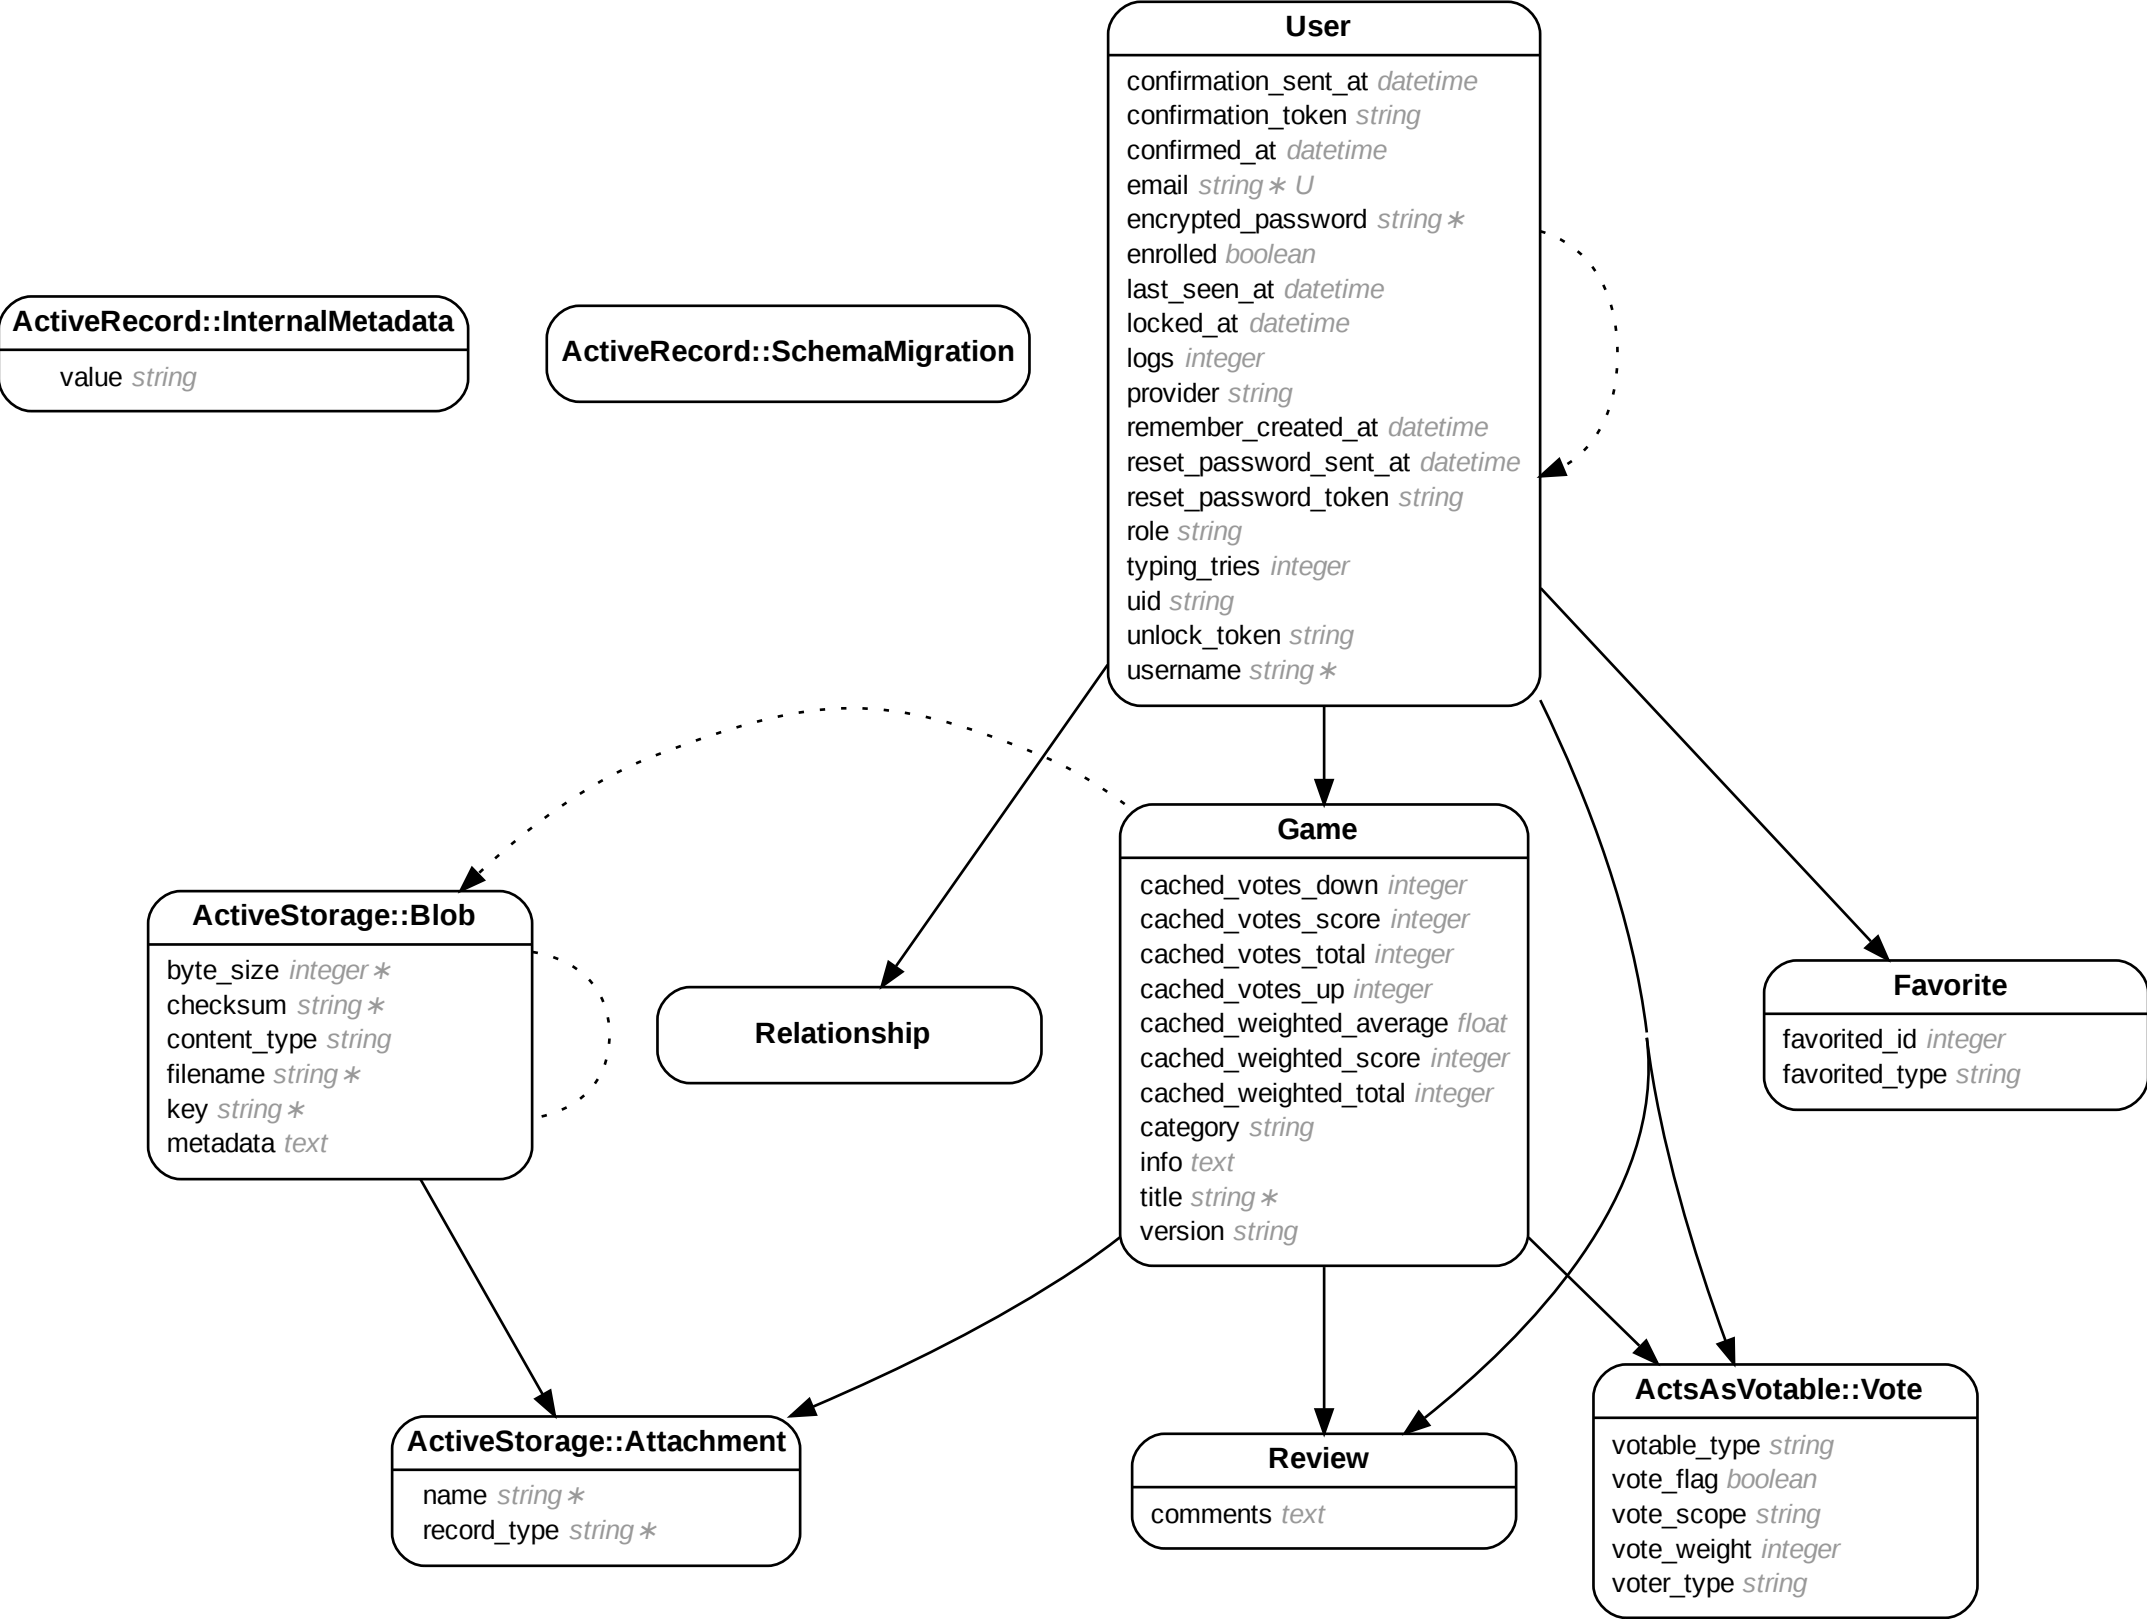 User
confirmation_sent_at datetime
confirmation_token string
confirmed_at datetime
email string∗ U
encrypted_password string∗
enrolled boolean
last_seen_at datetime
locked_at datetime
logs integer
provider string
remember_created_at datetime
reset_password_sent_at datetime
reset_password_token string
role string
typing_tries integer
uid string
unlock_token string
username string∗
ActiveRecord::InternalMetadata
value string
ActiveRecord::SchemaMigration
Game
cached_votes_down integer
cached_votes_score integer
cached_votes_total integer
cached_votes_up integer
cached_weighted_average float
cached_weighted_score integer
cached_weighted_total integer
category string
info text
title string∗
version string
ActiveStorage::Blob
byte_size integer∗
checksum string∗
content_type string
filename string∗
key string∗
metadata text
Relationship
Favorite
favorited_id integer
favorited_type string
ActiveStorage::Attachment
name string∗
record_type string∗
Review
comments text
ActsAsVotable::Vote
votable_type string
vote_flag boolean
vote_scope string
vote_weight integer
voter_type string